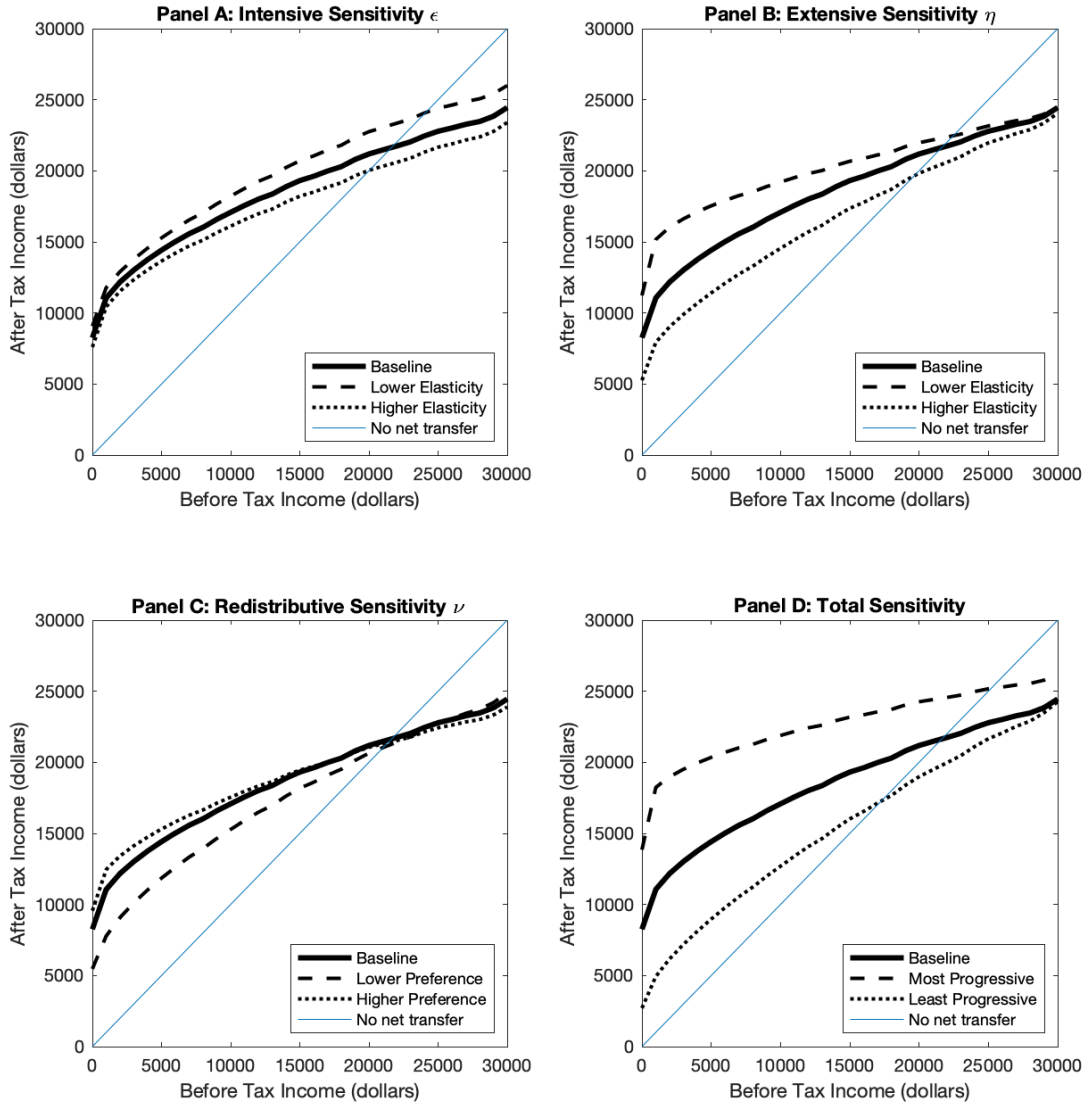 Panel A: Intensive Sensitivity ϵ
30000
25000
20000
15000
10000
5000
0
After Tax Income (dollars)
Baseline
Lower Elasticity
Higher Elasticity
No net transfer
0 5000 10000 15000 20000 25000 30000
Before Tax Income (dollars)
Panel B: Extensive Sensitivity η
30000
25000
20000
15000
10000
5000
0
After Tax Income (dollars)
Baseline
Lower Elasticity
Higher Elasticity
No net transfer
0 5000 10000 15000 20000 25000 30000
Before Tax Income (dollars)
Panel C: Redistributive Sensitivity ν
30000
25000
20000
15000
10000
5000
0
After Tax Income (dollars)
Baseline
Lower Preference
Higher Preference
No net transfer
0 5000 10000 15000 20000 25000 30000
Before Tax Income (dollars)
Panel D: Total Sensitivity
30000
25000
20000
15000
10000
5000
0
After Tax Income (dollars)
Baseline
Most Progressive
Least Progressive
No net transfer
0 5000 10000 15000 20000 25000 30000
Before Tax Income (dollars)